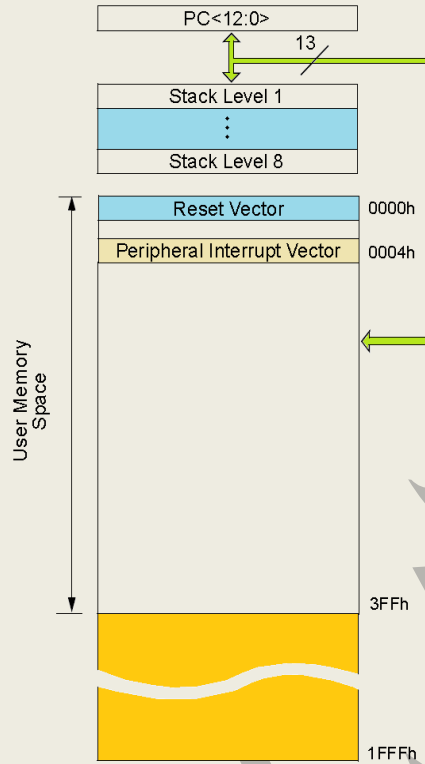 PC<12:0>
13
Stack Level 1
Stack Level 8
Reset Vector
0000h
Peripheral Interrupt Vector
0004h
User Memory
Space
3FFh
1FFFh